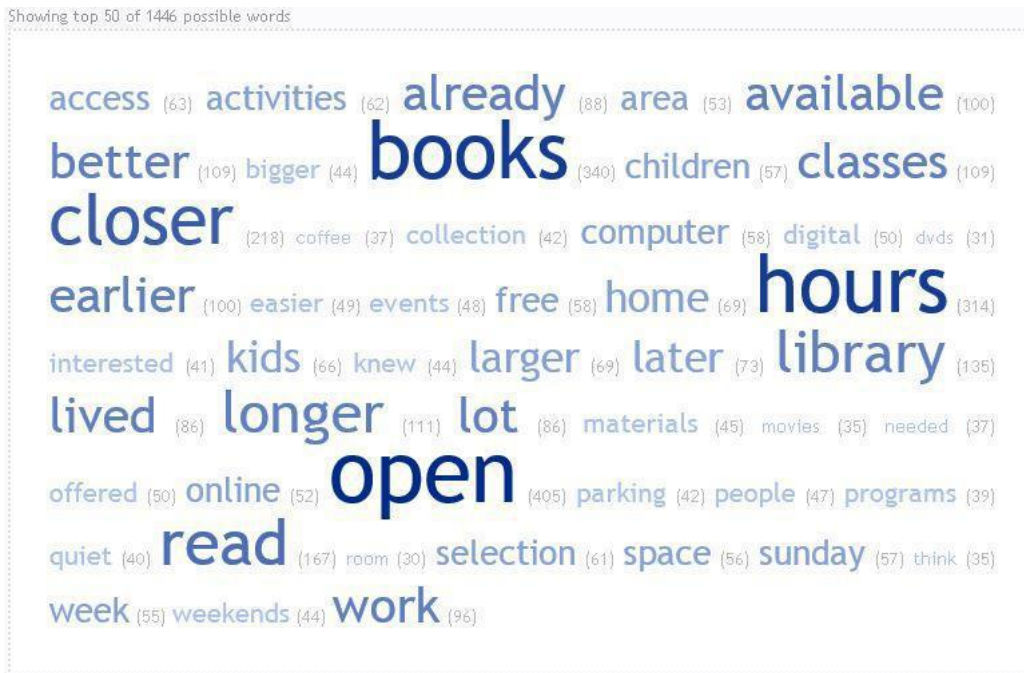 Showing top 50 of 1446 possible words
access (63) activities (62) already (88) area (53) available (100)
better (109) bigger (44) books (340) children (57) classes (109)
closer (218) coffee (37) collection (42) computer (58) digital (50) dvds (31)
earlier (100) easier (49) events (48) free (58) home (69) hours (314)
interested (41) kids (66) knew (44) larger (69) later (73) library (135)
lived (86) longer (111) lot (86) materials (45) movies (35) needed (37)
offered (50) online (52) open (405) parking (42) people (47) programs (39)
quiet (40) read (167) room (30) selection (61) space (56) sunday (57) think (35)
week (55) weekends (44) work (96)